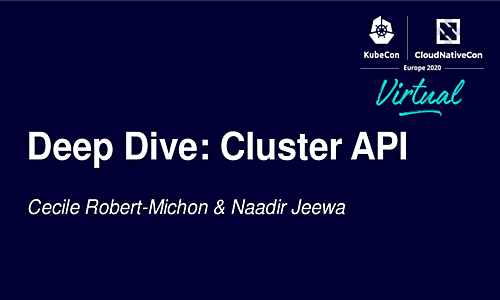 KubeCon
CloudNativeCon
Europe 2020
Virtual
Deep Dive: Cluster API
Cecile Robert-Michon & Naadir Jeewa